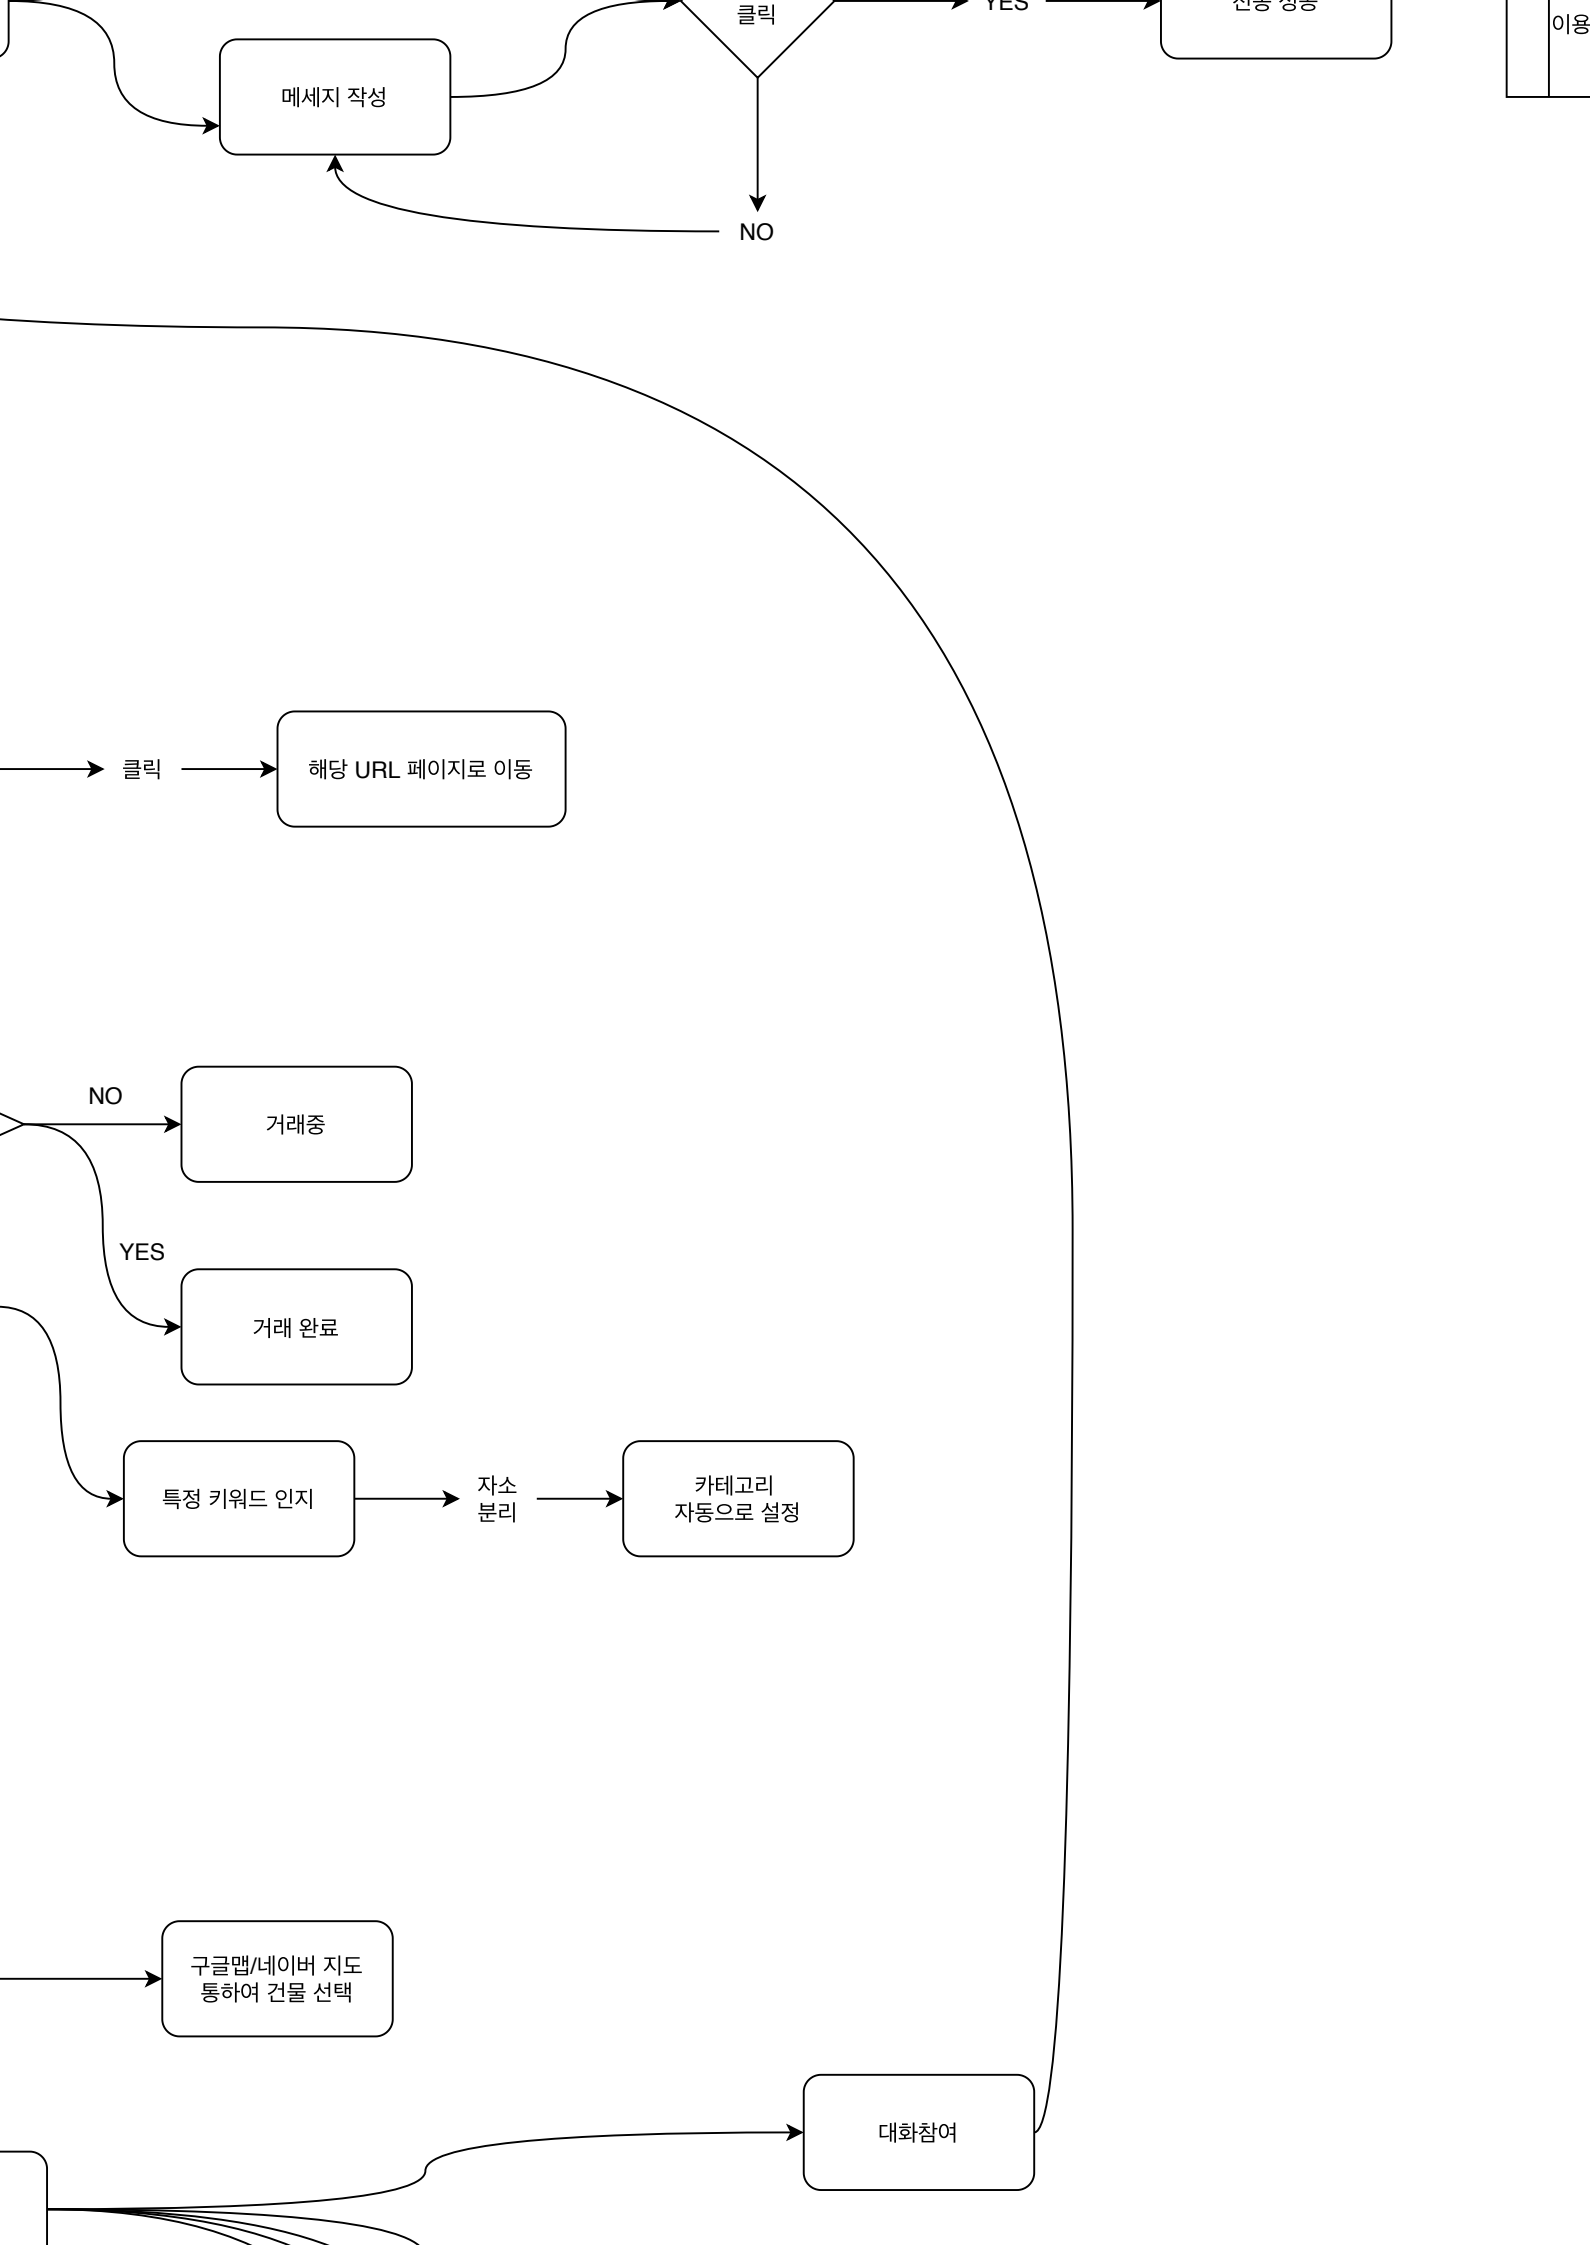 클릭
YES
이용
메세지 작성
NO
클릭
해당 URL 페이지로 이동
NO
거래중
YES
거래 완료
특정 키워드 인지
자소
분리
카테고리
자동으로 설정
구글맵/네이버 지도
통하여 건물 선택
대화참여